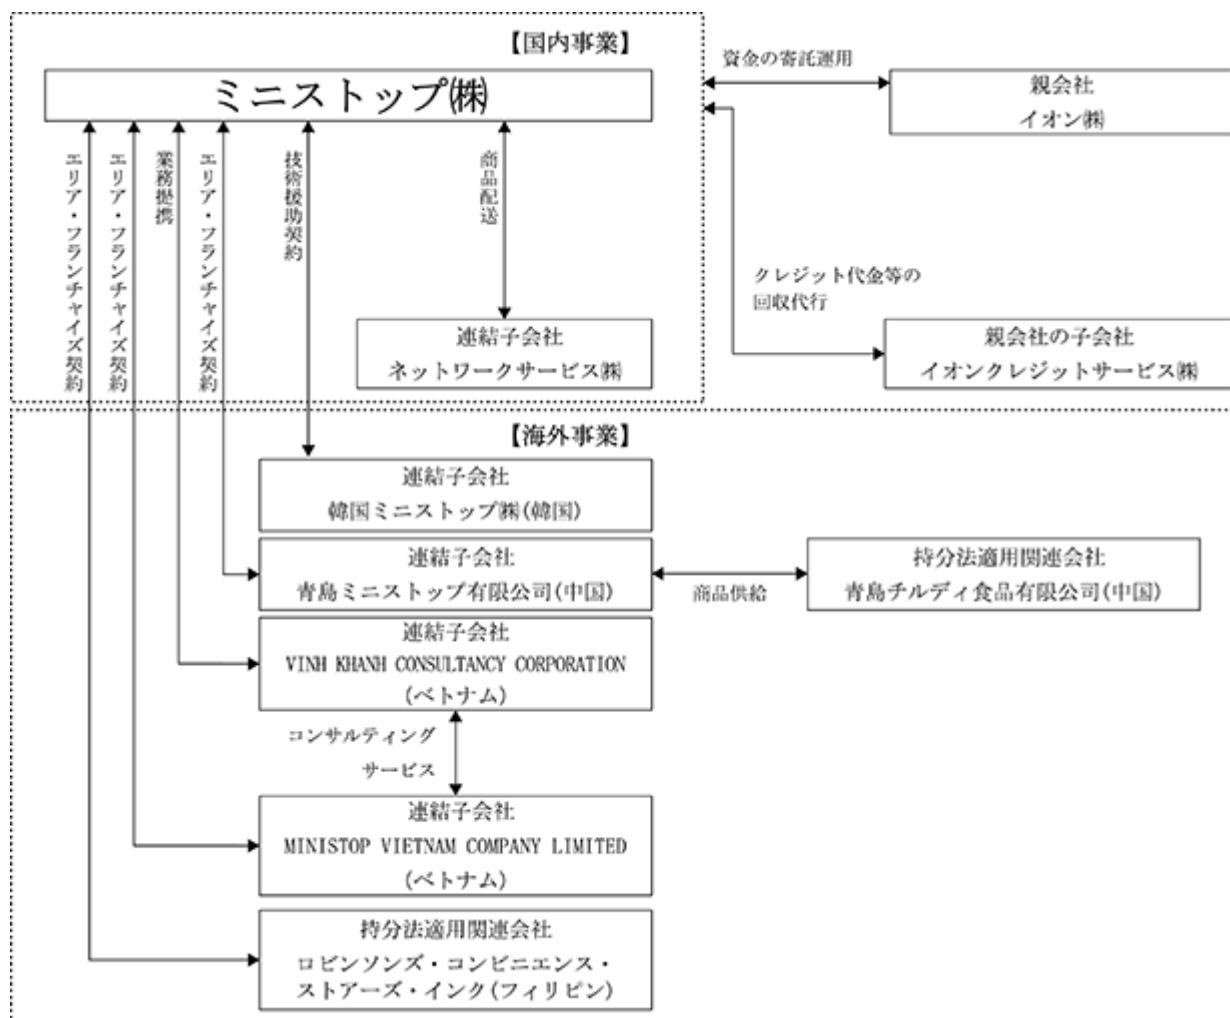 【国内事業】
ミニストップ㈱
資金の寄託運用
親会社
イオン㈱
エリア・フランチャイズ契約
エリア・フランチャイズ契約
業務提携
エリア・フランチャイズ契約
技術援助契約
商品配送
クレジット代金等の
回収代行
連結子会社
ネットワークサービス㈱
親会社の子会社
イオンクレジットサービス㈱
【海外事業】
連結子会社
韓国ミニストップ㈱(韓国)
連結子会社
青島ミニストップ有限公司(中国)
商品供給
持分法適用関連会社
青島チルディ食品有限公司(中国)
連結子会社
VINH KHANH CONSULTANCY CORPORATION
(ベトナム)
コンサルティング
サービス
連結子会社
MINISTOP VIETNAM COMPANY LIMITED
(ベトナム)
持分法適用関連会社
ロビンソンズ・コンビニエンス・
ストアーズ・インク(フィリピン)